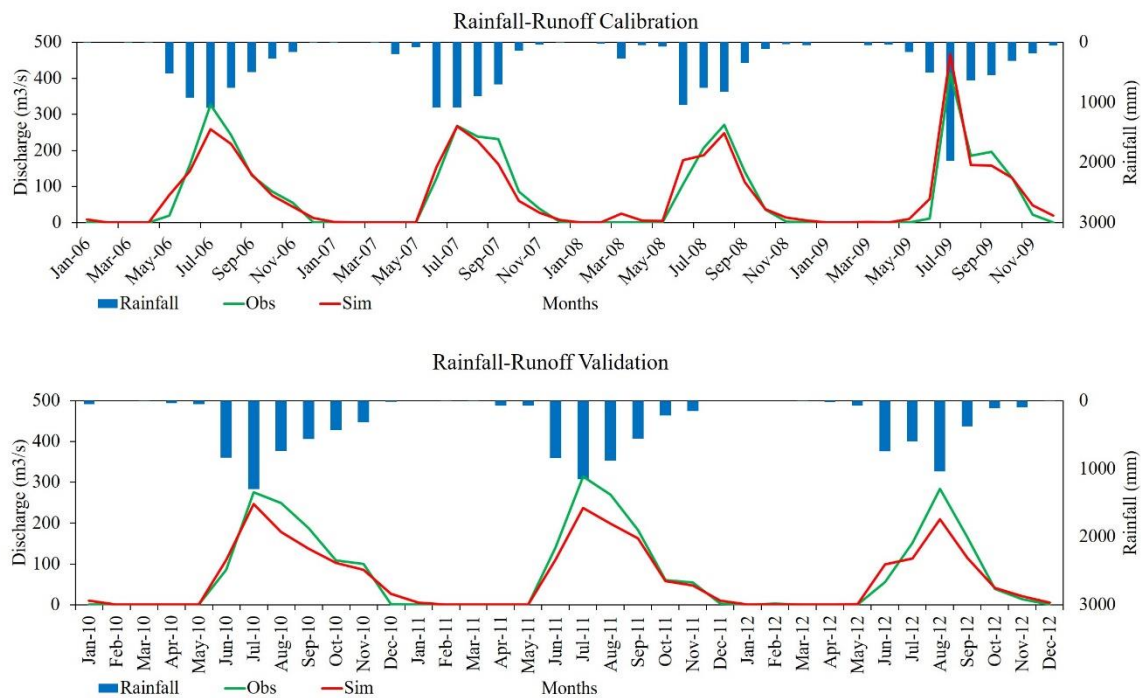 Rainfall-Runoff Calibration
500
400
300
200
100
0
Discharge (m3/s)
0
1000
2000
3000
Rainfall (mm)
Jan-06
Mar-06
May-06
Jul-06
Sep-06
Nov-06
Jan-07
Mar-07
May-07
Jul-07
Sep-07
Nov-07
Jan-08
Mar-08
May-08
Jul-08
Sep-08
Nov-08
Jan-09
Mar-09
May-09
Jul-09
Sep-09
Nov-09
Rainfall Obs Sim Months
Rainfall-Runoff Validation
500
400
300
200
100
0
Discharge (m3/s)
0
1000
2000
3000
Rainfall (mm)
Jan-10
Feb-10
Mar-10
Apr-10
May-10
Jun-10
Jul-10
Aug-10
Sep-10
Oct-10
Nov-10
Dec-10
Jan-11
Feb-11
Mar-11
Apr-11
May-11
Jun-11
Jul-11
Aug-11
Sep-11
Oct-11
Nov-11
Dec-11
Jan-12
Feb-12
Mar-12
Apr-12
May-12
Jun-12
Jul-12
Aug-12
Sep-12
Oct-12
Nov-12
Dec-12
Rainfall Obs Sim Months